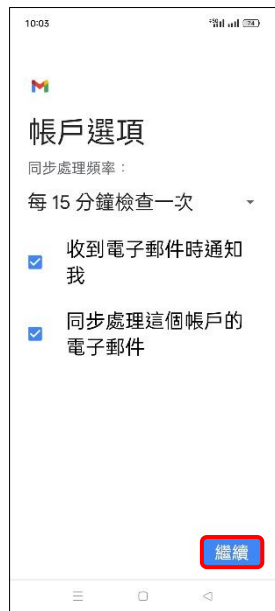 10:03
帳戶選項
同步處理頻率：
每 15 分鐘檢查一次
收到電子郵件時通知
我
同步處理這個帳戶的
電子郵件
繼續